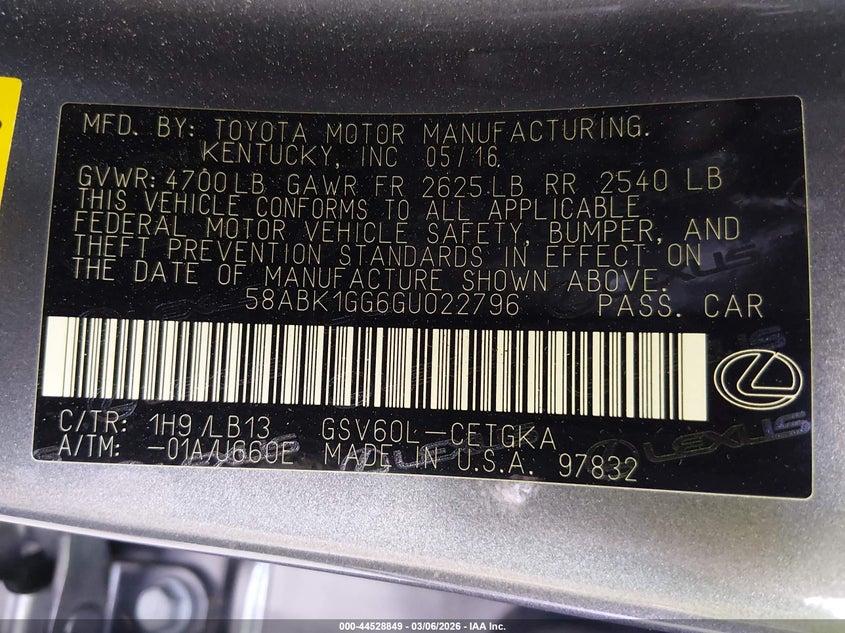 MFD. BY: TOYOTA MOTOR MANUFACTURING.
KENTUCKY, INC 05/16
GVWR: 4700LB GAWR FR 2625LB RR 2540 LB
THIS VEHICLE CONFORMS TO ALL APPLICABLE
FEDERAL MOTOR VEHICLE SAFETY, BUMPER, AND
THEFT PREVENTION STANDARDS IN EFFECT ON
THE DATE OF MANUFACTURE SHOWN ABOVE.
58ABK1GG6GU022796 PASS. CAR
C/TR: 1H9/LB13 GSV60L-CETGKA
A/TM: -01A/U660E MADE IN U.S.A. 97832
LEXUS
000-44528849 - 03/06/2026 - IAA Inc.